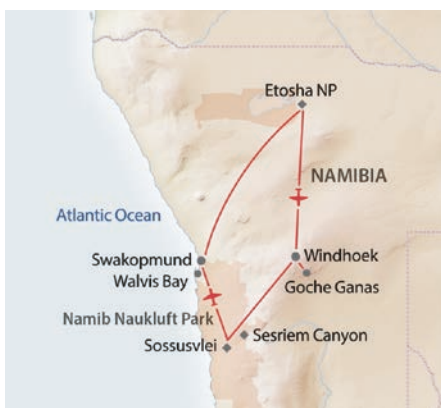 Etosha NP
NAMIBIA
Atlantic Ocean
Swakopmund
Windhoek
Walvis Bay
Goche Ganas
Namib Naukluft Park
Sesriem Canyon
Sossusvlei